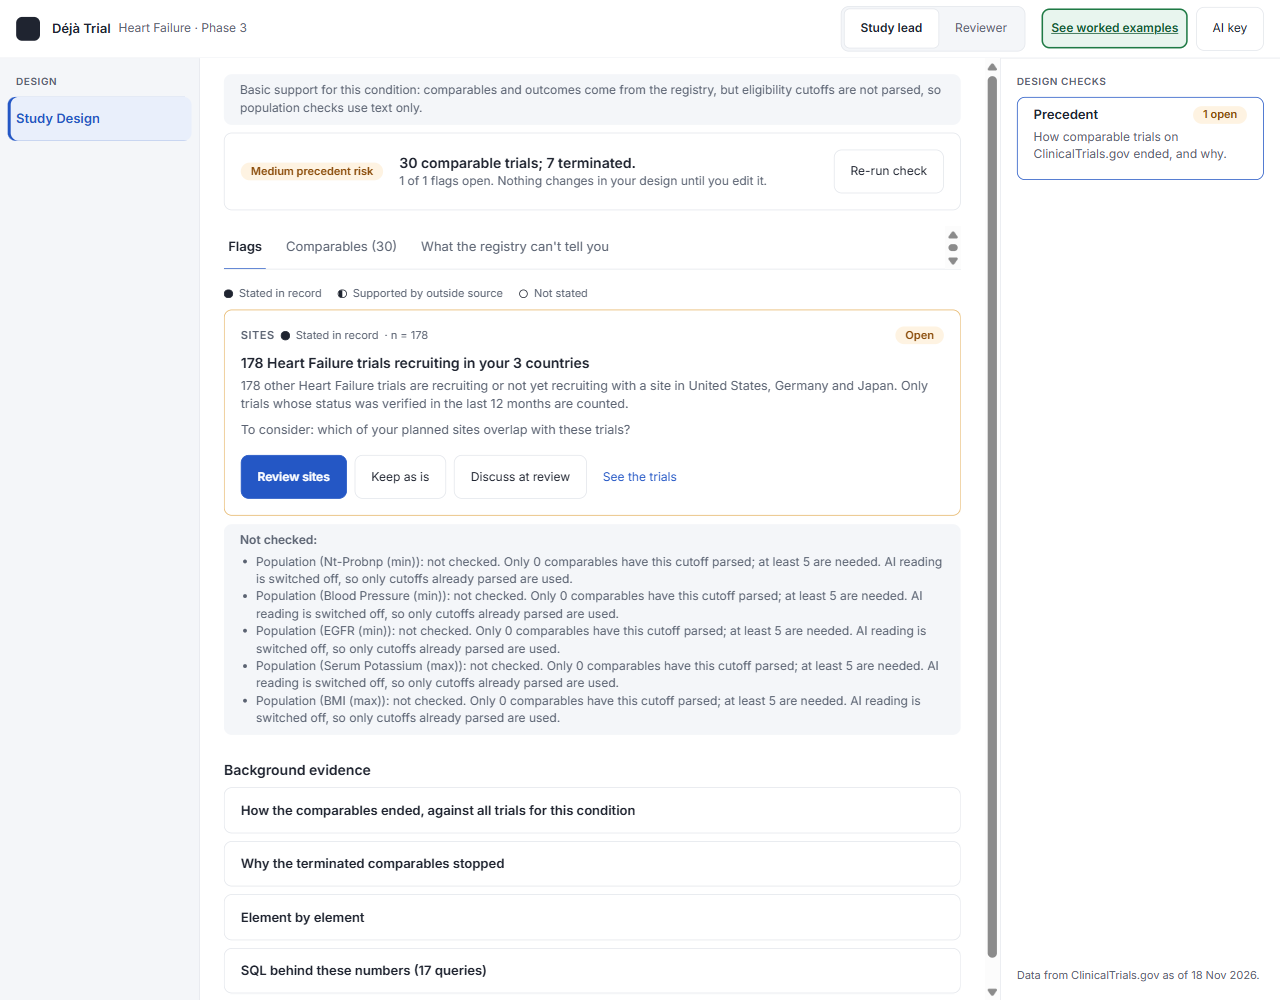 Déjà Trial Heart Failure · Phase 3
Study lead
Reviewer
See worked examples
AI key
DESIGN
Study Design
Basic support for this condition: comparables and outcomes come from the registry, but eligibility cutoffs are not parsed, so
population checks use text only.
Medium precedent risk
30 comparable trials; 7 terminated.
1 of 1 flags open. Nothing changes in your design until you edit it.
Re-run check
Flags
Comparables (30)
What the registry can't tell you
Stated in record
Supported by outside source
Not stated
SITES Stated in record · n = 178
Open
178 Heart Failure trials recruiting in your 3 countries
178 other Heart Failure trials are recruiting or not yet recruiting with a site in United States, Germany and Japan. Only
trials whose status was verified in the last 12 months are counted.
To consider: which of your planned sites overlap with these trials?
Review sites
Keep as is
Discuss at review
See the trials
Not checked:
• Population (Nt-Probnp (min)): not checked. Only 0 comparables have this cutoff parsed; at least 5 are needed. AI reading
is switched off, so only cutoffs already parsed are used.
• Population (Blood Pressure (min)): not checked. Only 0 comparables have this cutoff parsed; at least 5 are needed. AI
reading is switched off, so only cutoffs already parsed are used.
• Population (EGFR (min)): not checked. Only 0 comparables have this cutoff parsed; at least 5 are needed. AI reading is
switched off, so only cutoffs already parsed are used.
• Population (Serum Potassium (max)): not checked. Only 0 comparables have this cutoff parsed; at least 5 are needed. AI
reading is switched off, so only cutoffs already parsed are used.
• Population (BMI (max)): not checked. Only 0 comparables have this cutoff parsed; at least 5 are needed. AI reading is
switched off, so only cutoffs already parsed are used.
Background evidence
How the comparables ended, against all trials for this condition
Why the terminated comparables stopped
Element by element
SQL behind these numbers (17 queries)
DESIGN CHECKS
Precedent
1 open
How comparable trials on
ClinicalTrials.gov ended, and why.
Data from ClinicalTrials.gov as of 18 Nov 2026.